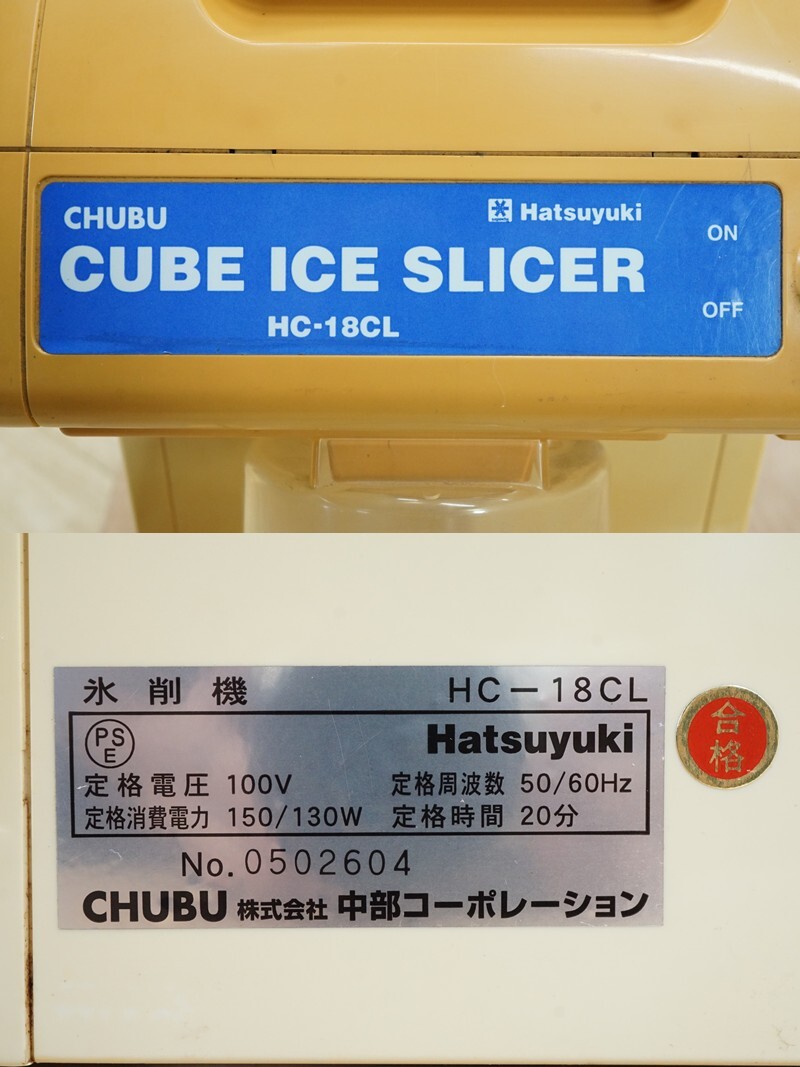 CHUBU
Hatsuyuki
ON
CUBE ICE SLICER
OFF
HC-18CL
氷削機 HC-18CL
PS E
Hatsuyuki
定格電圧 100V 定格周波数 50/60Hz
定格消費電力 150/130W 定格時間 20分
No.0502604
CHUBU 株式会社 中部コーポレーション
合格